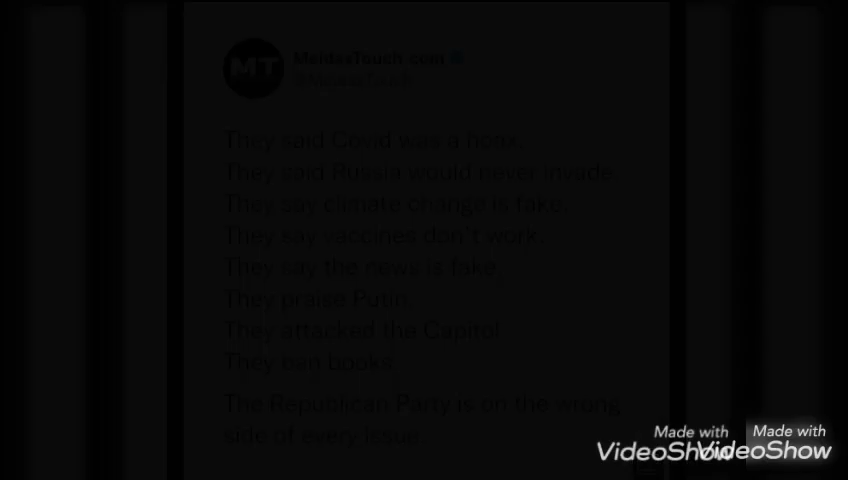 MT
MeidasTouch.com
@MeidasTouch
They said Covid was a hoax.
They said Russia would never invade.
They say climate change is fake.
They say vaccines don't work.
They say the news is fake.
They praise Putin.
They attacked the Capitol.
They ban books.
The Republican Party is on the wrong
side of every issue.
Made with
VideoShow
Made with
VideoShow